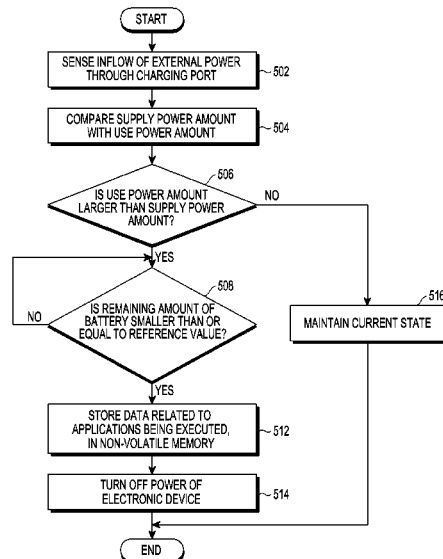 START
SENSE INFLOW OF EXTERNAL POWER
THROUGH CHARGING PORT
502
COMPARE SUPPLY POWER AMOUNT
WITH USE POWER AMOUNT
504
506
IS USE POWER AMOUNT
LARGER THAN SUPPLY POWER
AMOUNT?
NO
YES
508
IS REMAINING AMOUNT OF
BATTERY SMALLER THAN OR
EQUAL TO REFERENCE VALUE?
NO
516
MAINTAIN CURRENT STATE
YES
STORE DATA RELATED TO
APPLICATIONS BEING EXECUTED,
IN NON-VOLATILE MEMORY
512
TURN OFF POWER OF
ELECTRONIC DEVICE
514
END